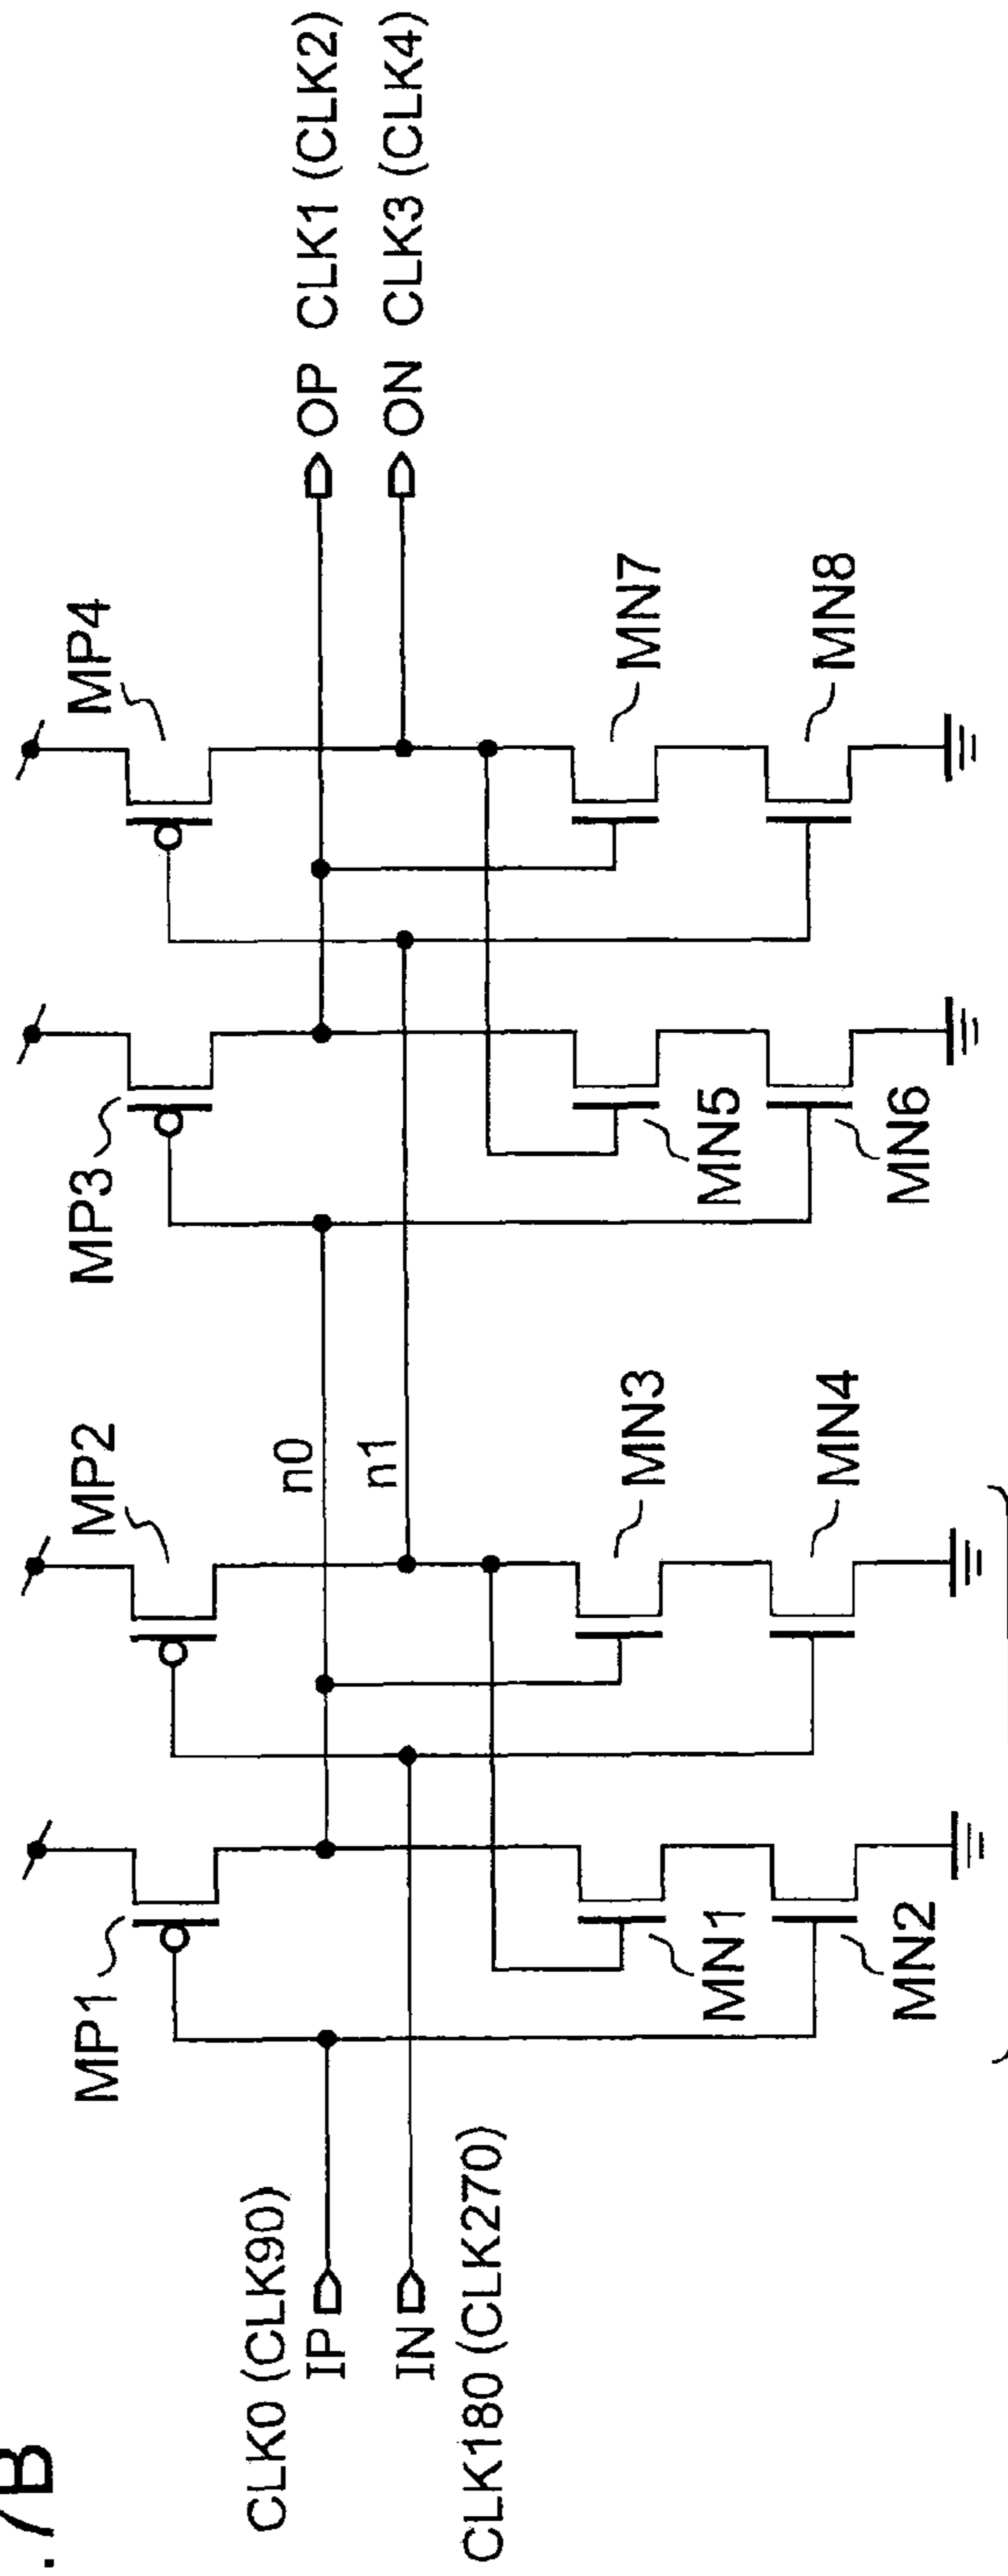 .7B
CLK0 (CLK90)
IP
IN
CLK180 (CLK270)
MP1
MN1
MN2
MP2
n0
n1
MN3
MN4
MP3
MN5
MN6
MP4
MN7
MN8
OP CLK1 (CLK2)
ON CLK3 (CLK4)